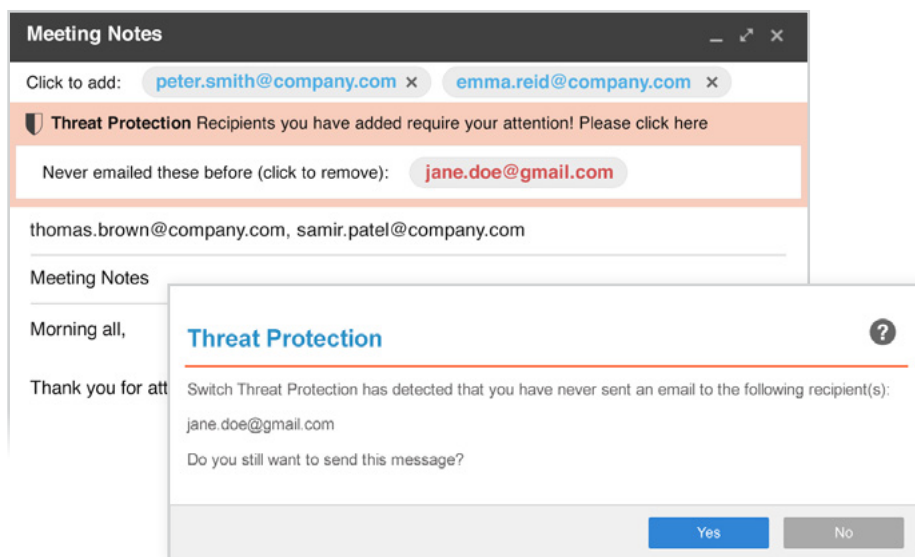 Meeting Notes
Click to add: peter.smith@company.com × emma.reid@company.com ×
Threat Protection Recipients you have added require your attention! Please click here
Never emailed these before (click to remove): jane.doe@gmail.com
thomas.brown@company.com, samir.patel@company.com
Meeting Notes
Morning all,
Thank you for att
Threat Protection
?
Switch Threat Protection has detected that you have never sent an email to the following recipient(s):
jane.doe@gmail.com
Do you still want to send this message?
Yes No